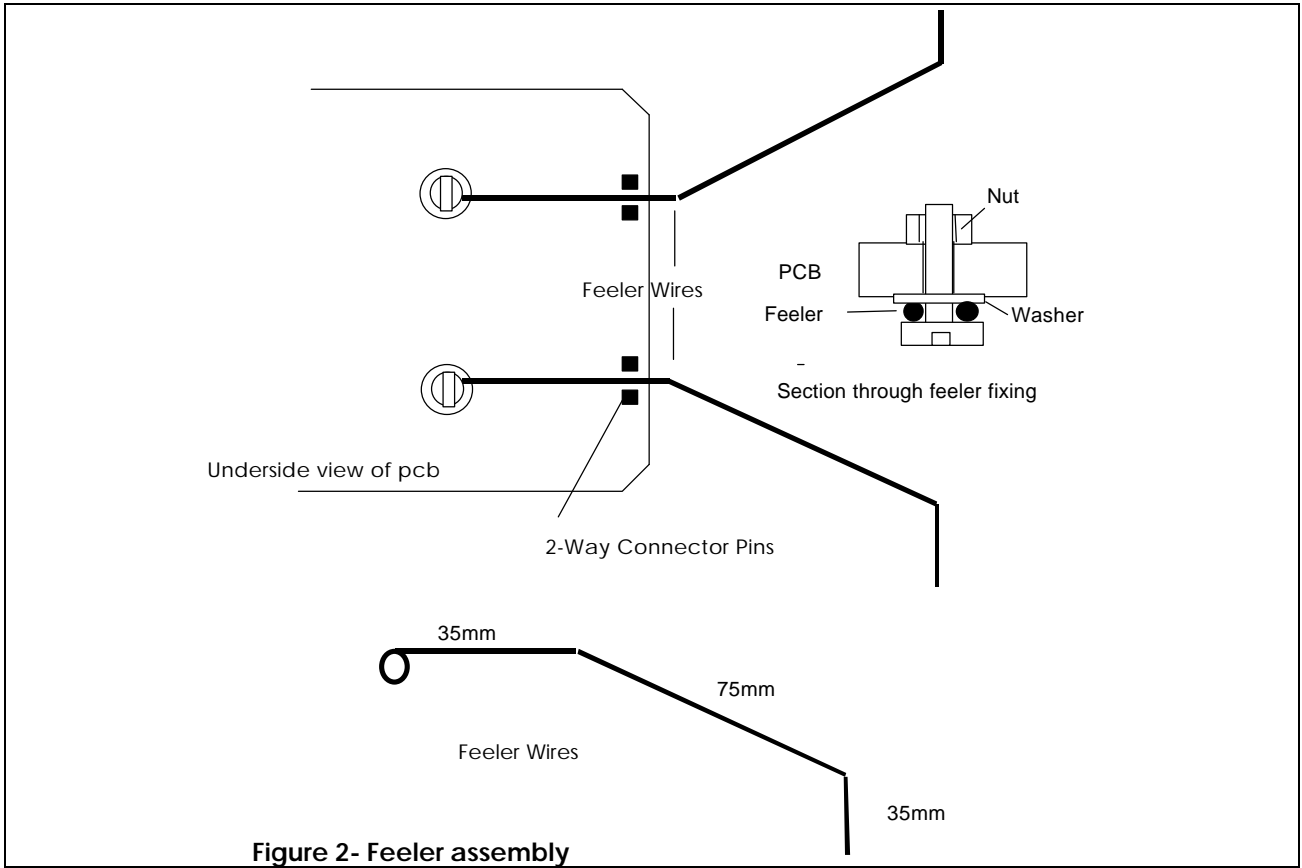 Nut
PCB
Feeler Wires
Feeler
Washer
Section through feeler fixing
Underside view of pcb
2-Way Connector Pins
35mm
75mm
Feeler Wires
35mm
Figure 2- Feeler assembly